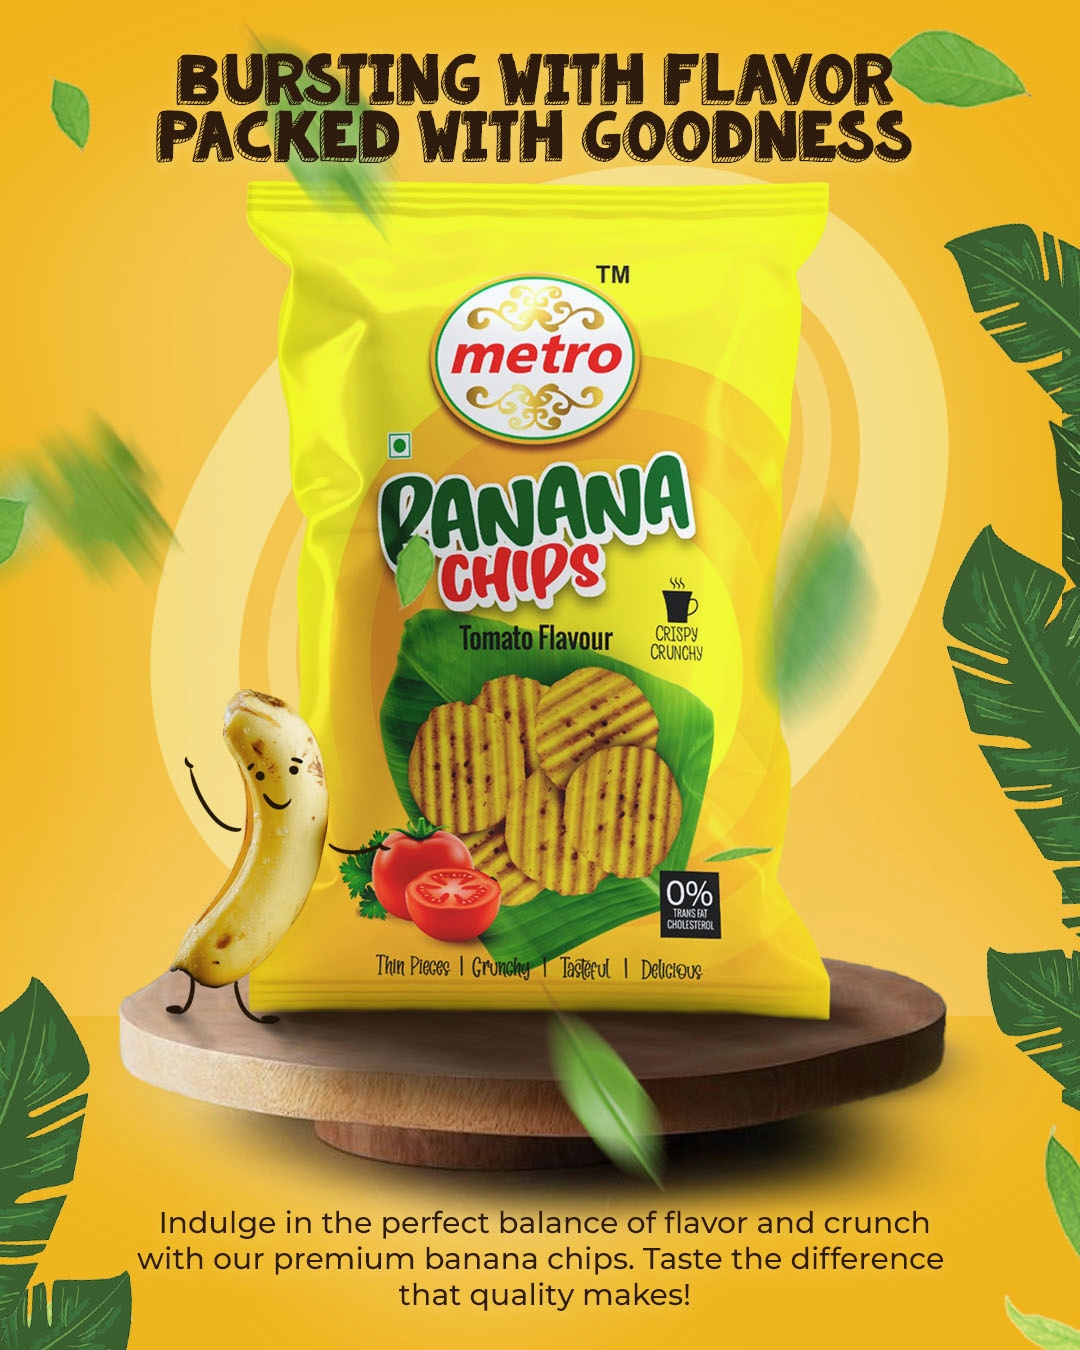 BURSTING WITH FLAVOR
PACKED WITH GOODNESS
TM
metro
BANANA
CHIPS
Tomato Flavour
CRISPY
CRUNCHY
0%
TRANS FAT
CHOLESTEROL
Thin Pieces | Crunchy | Tasteful | Delicious
Indulge in the perfect balance of flavor and crunch
with our premium banana chips. Taste the difference
that quality makes!